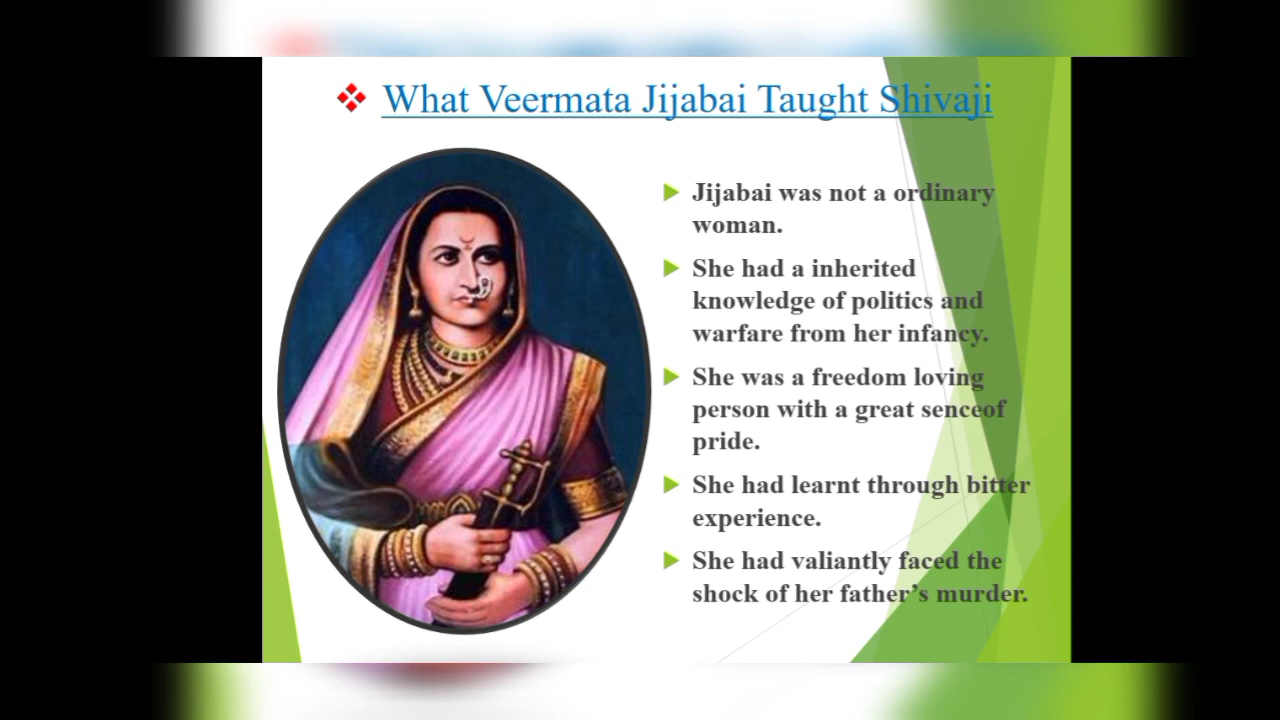 What Veermata Jijabai Taught Shivaji
Jijabai was not a ordinary
woman.
She had a inherited
knowledge of politics and
warfare from her infancy.
She was a freedom loving
person with a great senceof
pride.
She had learnt through bitter
experience.
She had valiantly faced the
shock of her father’s murder.